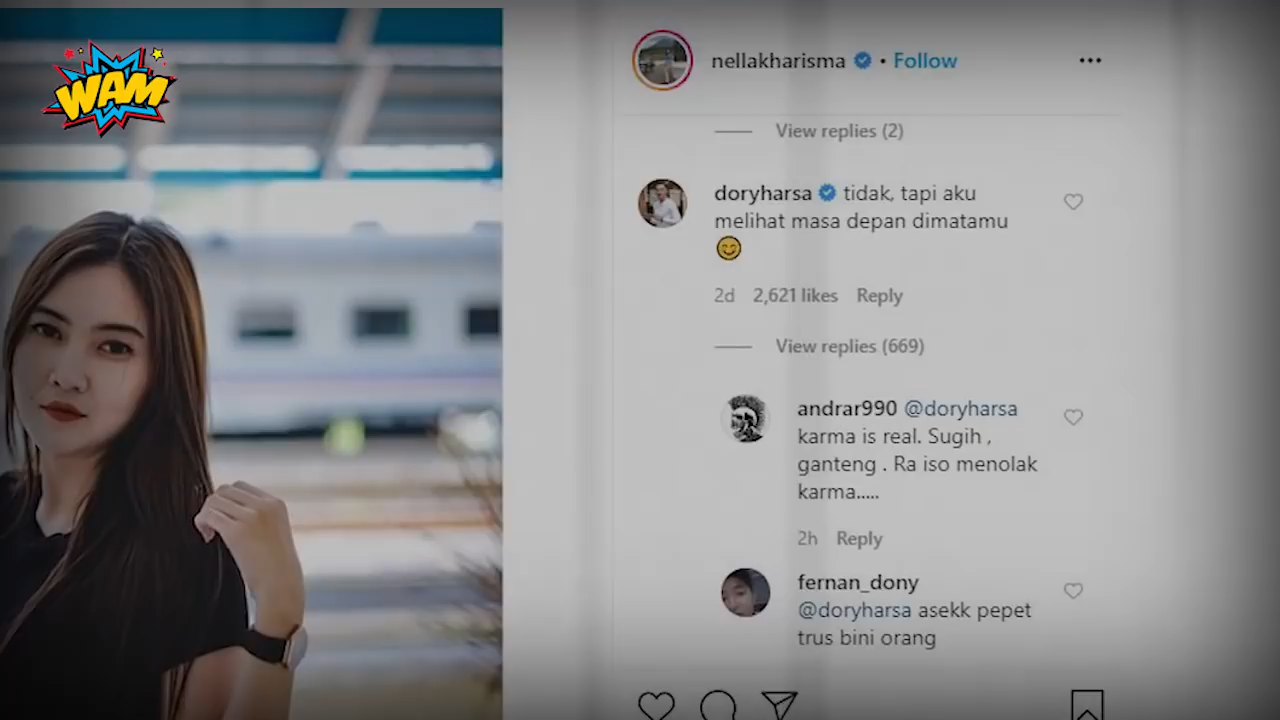 WAM
nellakharisma • Follow
View replies (2)
doryharsa tidak, tapi aku
melihat masa depan dimatamu
2d 2,621 likes Reply
View replies (669)
andrar990 @doryharsa
karma is real. Sugih ,
ganteng . Ra iso menolak
karma.....
2h Reply
fernan_dony
@doryharsa asekk pepet
trus bini orang